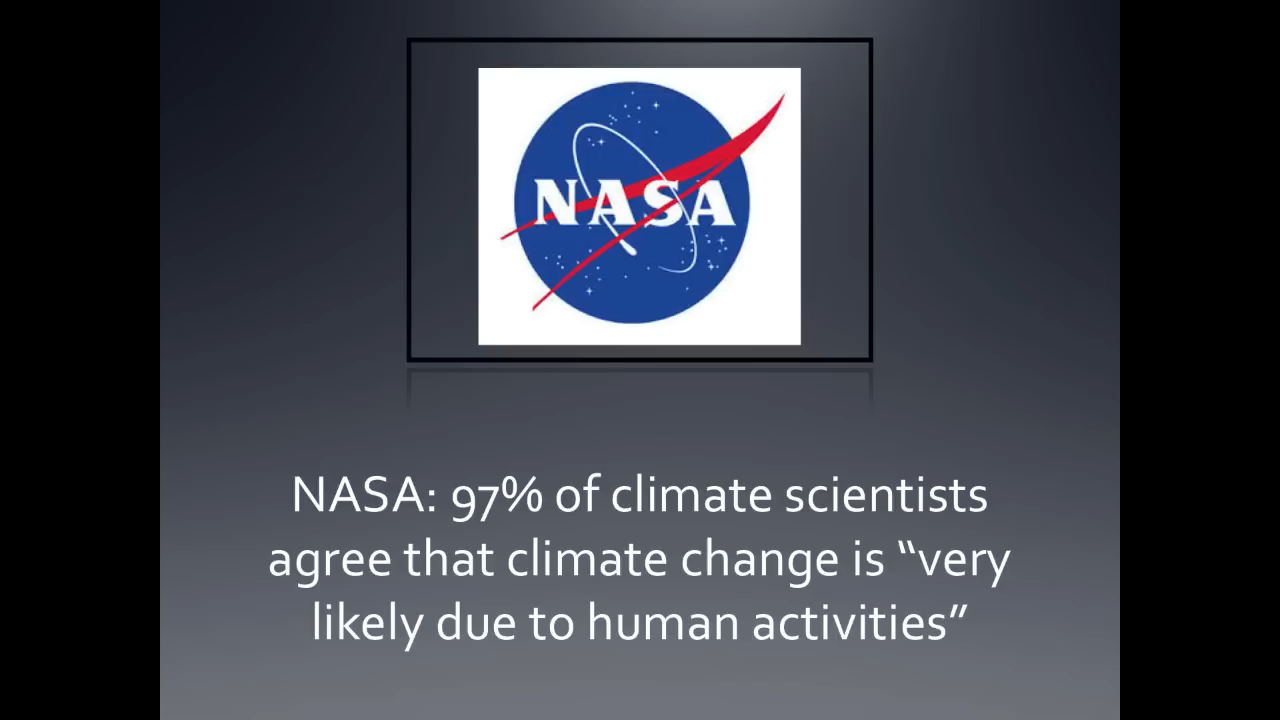 NASA
NASA: 97% of climate scientists
agree that climate change is “very
likely due to human activities”